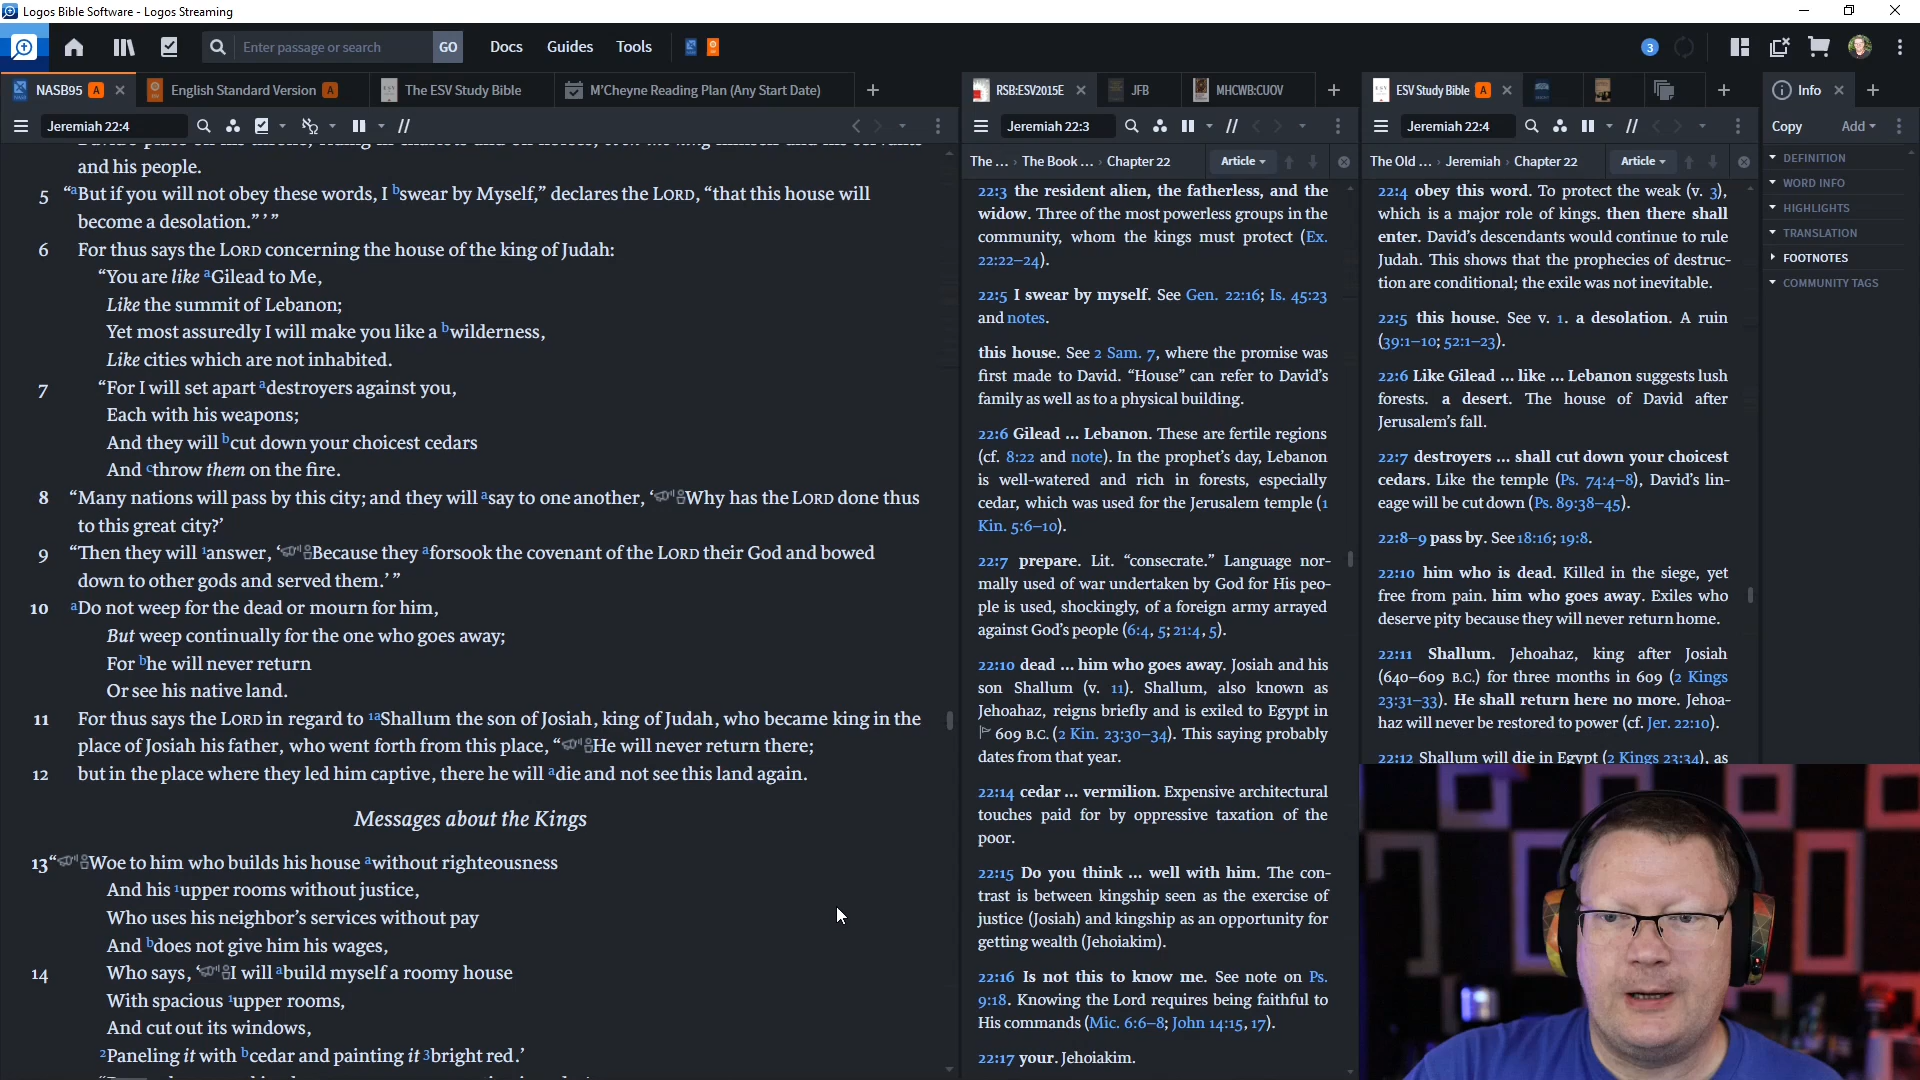 Logos Bible Software - Logos Streaming
Enter passage or search GO Docs Guides Tools 3
NASB95 A English Standard Version A The ESV Study Bible M'Cheyne Reading Plan (Any Start Date)
Jeremiah 22:4
and his people.
5 “aBut if you will not obey these words, I bswear by Myself,” declares the LORD, “that this house will
become a desolation.” ’ ”
6 For thus says the LORD concerning the house of the king of Judah:
“You are like aGilead to Me,
Like the summit of Lebanon;
Yet most assuredly I will make you like a bwilderness,
Like cities which are not inhabited.
7 “For I will set apart adestroyers against you,
Each with his weapons;
And they will bcut down your choicest cedars
And cthrow them on the fire.
8 “Many nations will pass by this city; and they will asay to one another, ‘Why has the LORD done thus
to this great city?’
9 “Then they will 1answer, ‘Because they aforsook the covenant of the LORD their God and bowed
down to other gods and served them.’ ”
10 aDo not weep for the dead or mourn for him,
But weep continually for the one who goes away;
For bhe will never return
Or see his native land.
11 For thus says the LORD in regard to 1aShallum the son of Josiah, king of Judah, who became king in the
place of Josiah his father, who went forth from this place, “He will never return there;
12 but in the place where they led him captive, there he will adie and not see this land again.
Messages about the Kings
13 “Woe to him who builds his house awithout righteousness
And his 1upper rooms without justice,
Who uses his neighbor’s services without pay
And bdoes not give him his wages,
14 Who says, ‘I will abuild myself a roomy house
With spacious 1upper rooms,
And cut out its windows,
2Paneling it with bcedar and painting it 3bright red.’
RSB:ESV2015E JFB MHCWB:CUOV
Jeremiah 22:3
The ... The Book ... Chapter 22 Article
22:3 the resident alien, the fatherless, and the
widow. Three of the most powerless groups in the
community, whom the kings must protect (Ex.
22:22–24).
22:5 I swear by myself. See Gen. 22:16; Is. 45:23
and notes.
this house. See 2 Sam. 7, where the promise was
first made to David. “House” can refer to David’s
family as well as to a physical building.
22:6 Gilead ... Lebanon. These are fertile regions
(cf. 8:22 and note). In the prophet’s day, Lebanon
is well-watered and rich in forests, especially
cedar, which was used for the Jerusalem temple (1
Kin. 5:6–10).
22:7 prepare. Lit. “consecrate.” Language nor-
mally used of war undertaken by God for His peo-
ple is used, shockingly, of a foreign army arrayed
against God’s people (6:4, 5; 21:4, 5).
22:10 dead ... him who goes away. Josiah and his
son Shallum (v. 11). Shallum, also known as
Jehoahaz, reigns briefly and is exiled to Egypt in
609 B.C. (2 Kin. 23:30–34). This saying probably
dates from that year.
22:14 cedar ... vermilion. Expensive architectural
touches paid for by oppressive taxation of the
poor.
22:15 Do you think ... well with him. The con-
trast is between kingship seen as the exercise of
justice (Josiah) and kingship as an opportunity for
getting wealth (Jehoiakim).
22:16 Is not this to know me. See note on Ps.
9:18. Knowing the Lord requires being faithful to
His commands (Mic. 6:6–8; John 14:15, 17).
22:17 your. Jehoiakim.
ESV Study Bible A
Jeremiah 22:4
The Old ... Jeremiah Chapter 22 Article
22:4 obey this word. To protect the weak (v. 3),
which is a major role of kings. then there shall
enter. David’s descendants would continue to rule
Judah. This shows that the prophecies of destruc-
tion are conditional; the exile was not inevitable.
22:5 this house. See v. 1. a desolation. A ruin
(39:1–10; 52:1–23).
22:6 Like Gilead ... like ... Lebanon suggests lush
forests. a desert. The house of David after
Jerusalem’s fall.
22:7 destroyers ... shall cut down your choicest
cedars. Like the temple (Ps. 74:4–8), David’s lin-
eage will be cut down (Ps. 89:38–45).
22:8–9 pass by. See 18:16; 19:8.
22:10 him who is dead. Killed in the siege, yet
free from pain. him who goes away. Exiles who
deserve pity because they will never return home.
22:11 Shallum. Jehoahaz, king after Josiah
(640–609 B.C.) for three months in 609 (2 Kings
23:31–33). He shall return here no more. Jehoa-
haz will never be restored to power (cf. Jer. 22:10).
22:12 Shallum will die in Egypt (2 Kings 23:34), as
Info
Copy Add
DEFINITION
WORD INFO
HIGHLIGHTS
TRANSLATION
FOOTNOTES
COMMUNITY TAGS